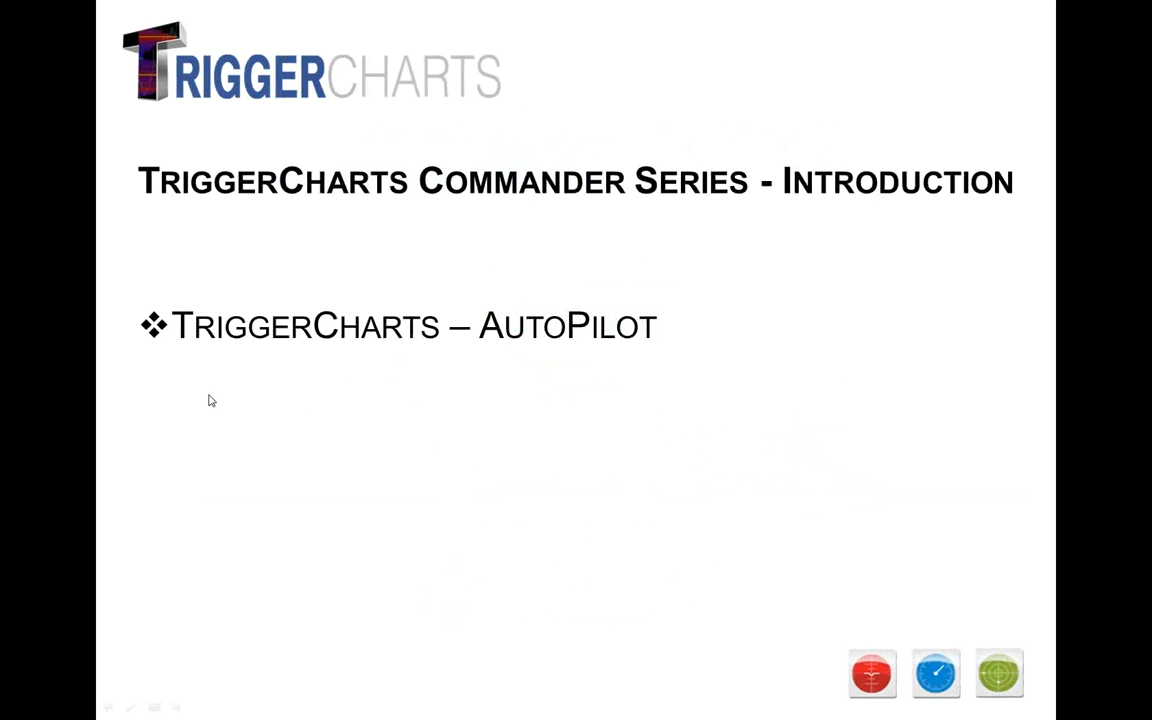 TRIGGERCHARTS
TRIGGERCHARTS COMMANDER SERIES - INTRODUCTION
❖ TRIGGERCHARTS – AUTOPILOT